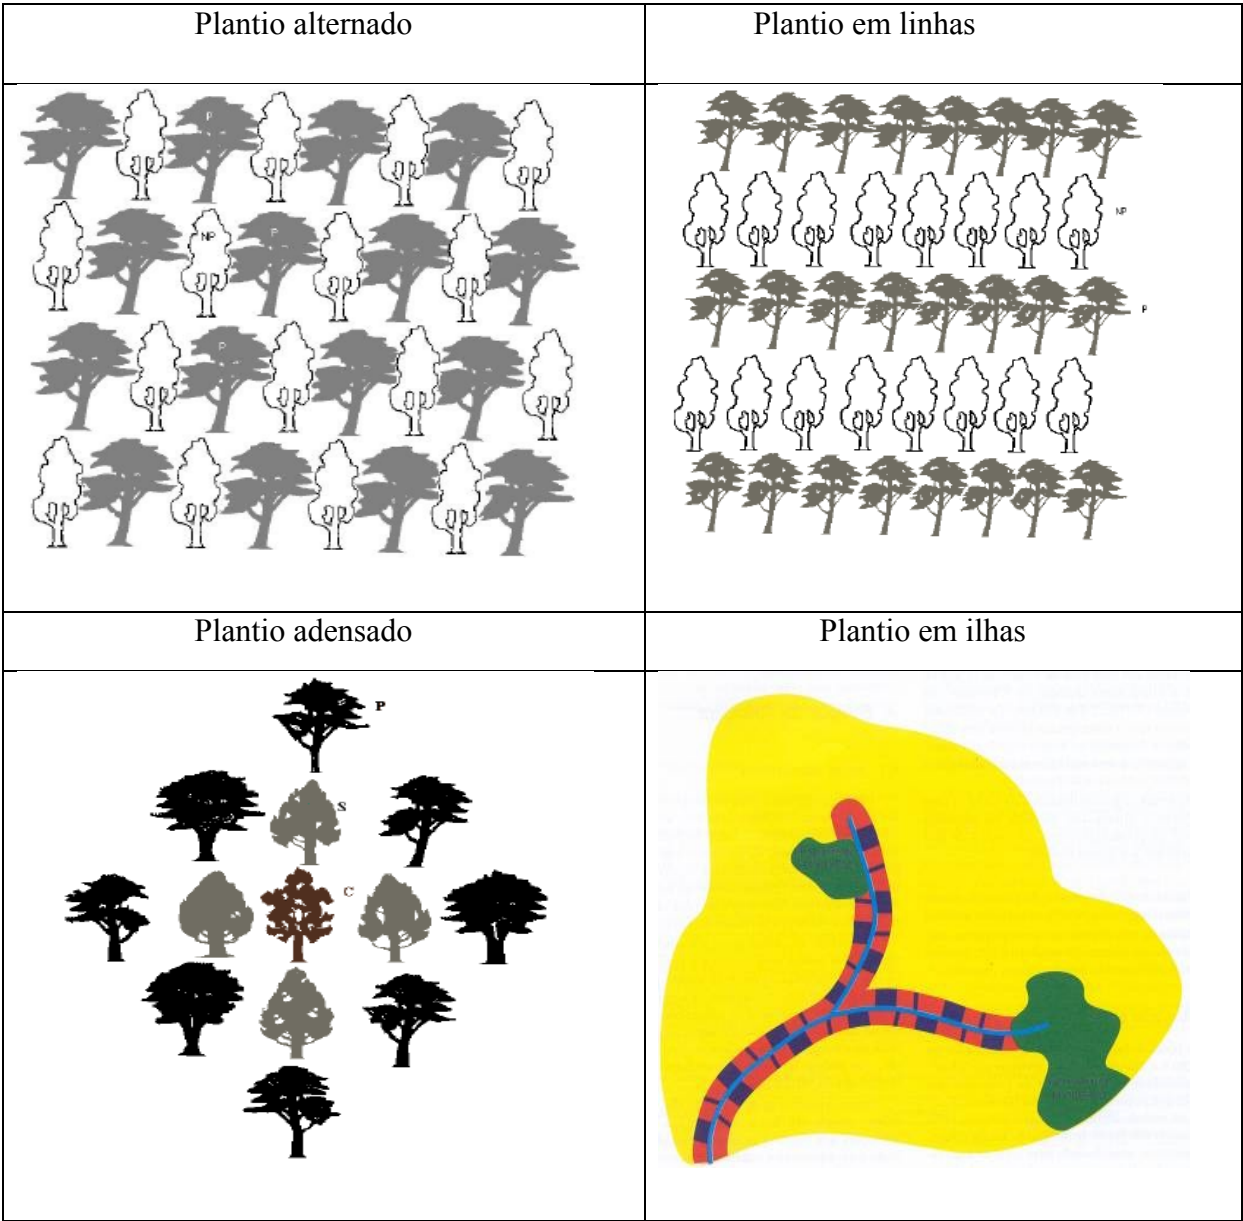 Plantio alternado
Plantio em linhas
P
NP
P
P
NP
P
Plantio adensado
Plantio em ilhas
P
S
C